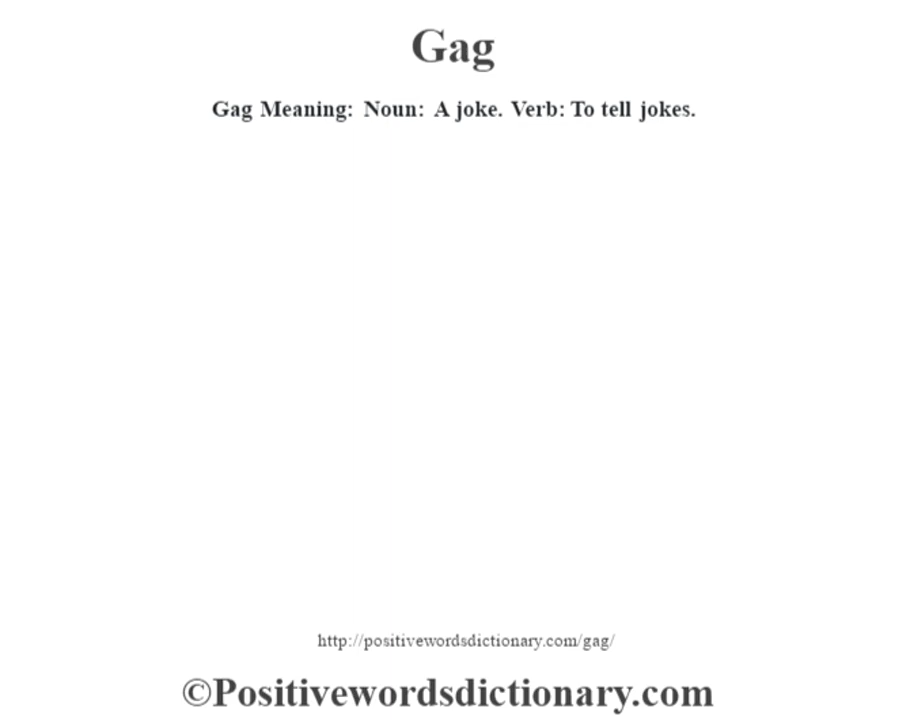 Gag
Gag Meaning: Noun: A joke. Verb: To tell jokes.
http://positivewordsdictionary.com/gag/
©Positivewordsdictionary.com